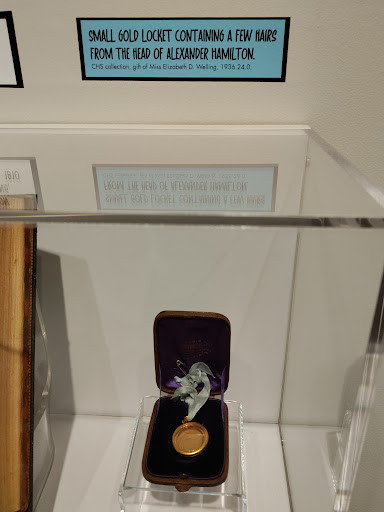 SMALL GOLD LOCKET CONTAINING A FEW HAIRS
FROM THE HEAD OF ALEXANDER HAMILTON.
CHS collection, gift of Miss Elizabeth D. Welling, 1936.24.0.
1810